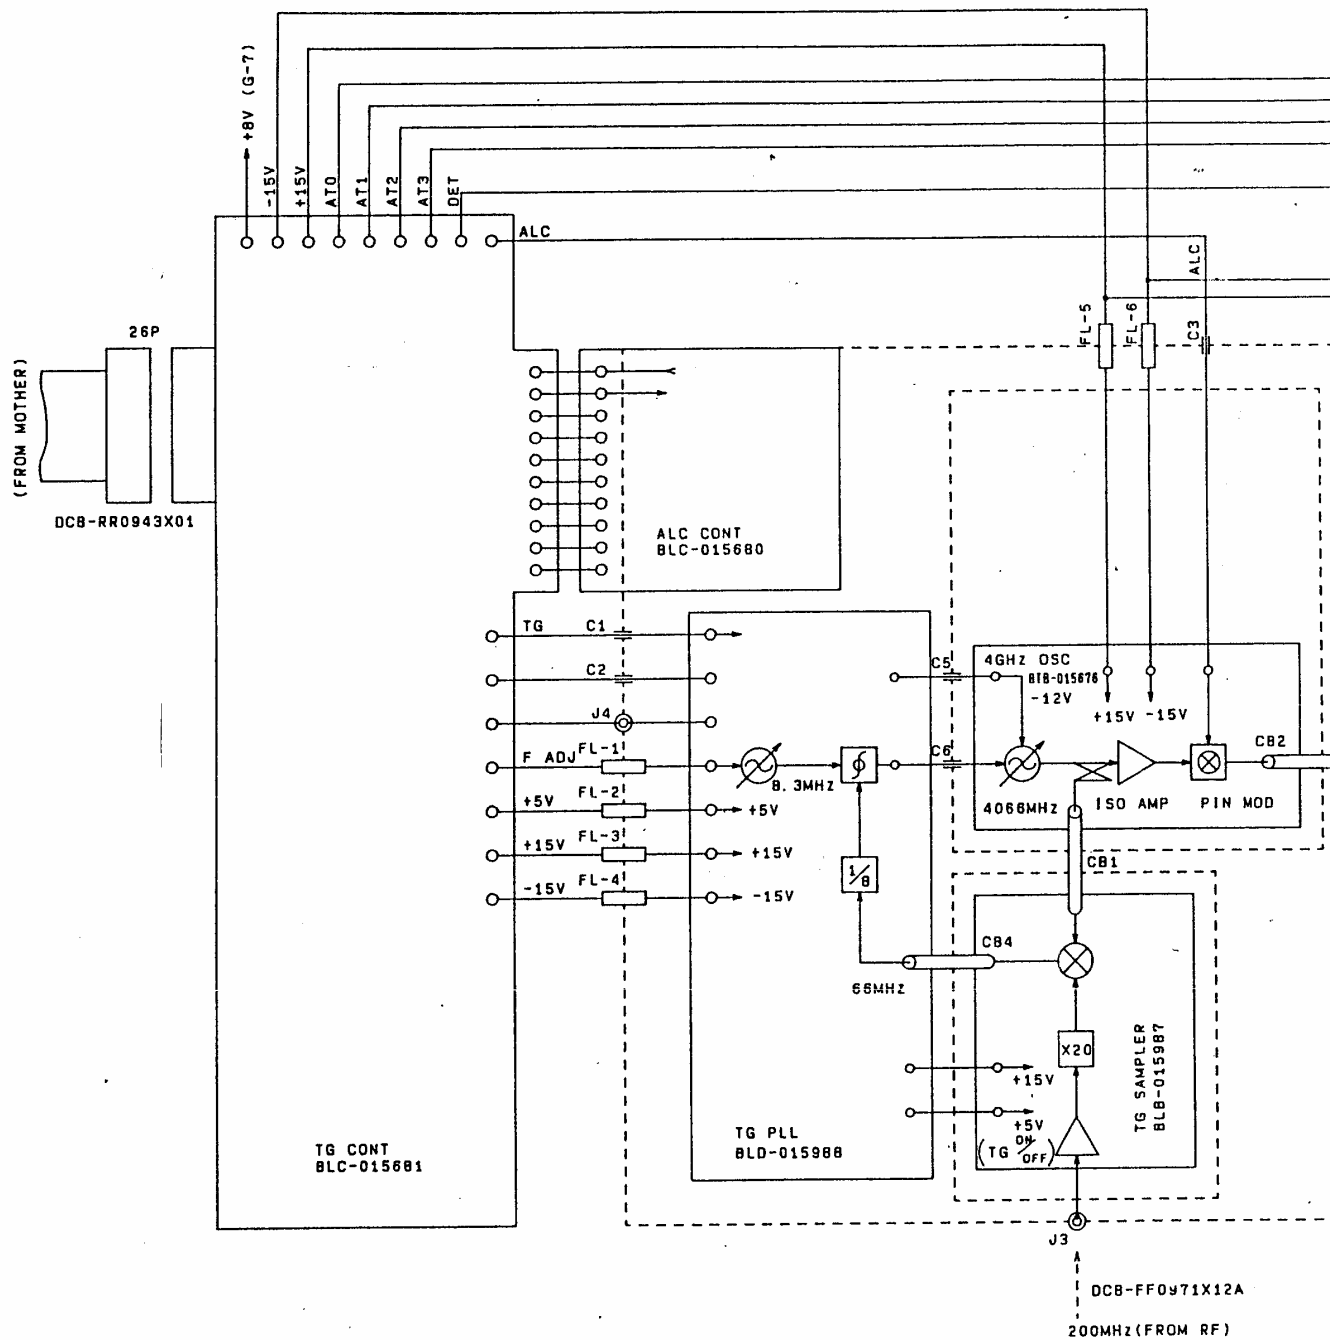 +8V (G-7)
-15V
+15V
AT0
AT1
AT2
AT3
DET
ALC
ALC
FL-5
FL-6
C3
26P
(FROM MOTHER)
DCB-RR0943X01
ALC CONT
BLC-015680
TG
C1
C2
J4
F ADJ
FL-1
+5V
FL-2
+15V
FL-3
-15V
FL-4
8.3MHz
+5V
+15V
-15V
1/8
66MHz
TG PLL
BLD-015988
TG CONT
BLC-015681
C5
C6
4GHz OSC
BTB-015676
-12V
+15V
-15V
4066MHz
ISO AMP
PIN MOD
CB2
CB1
CB4
X20
+15V
+5V
(TG ON/OFF)
TG SAMPLER
BLB-015987
J3
DCB-FF0971X12A
200MHz(FROM RF)